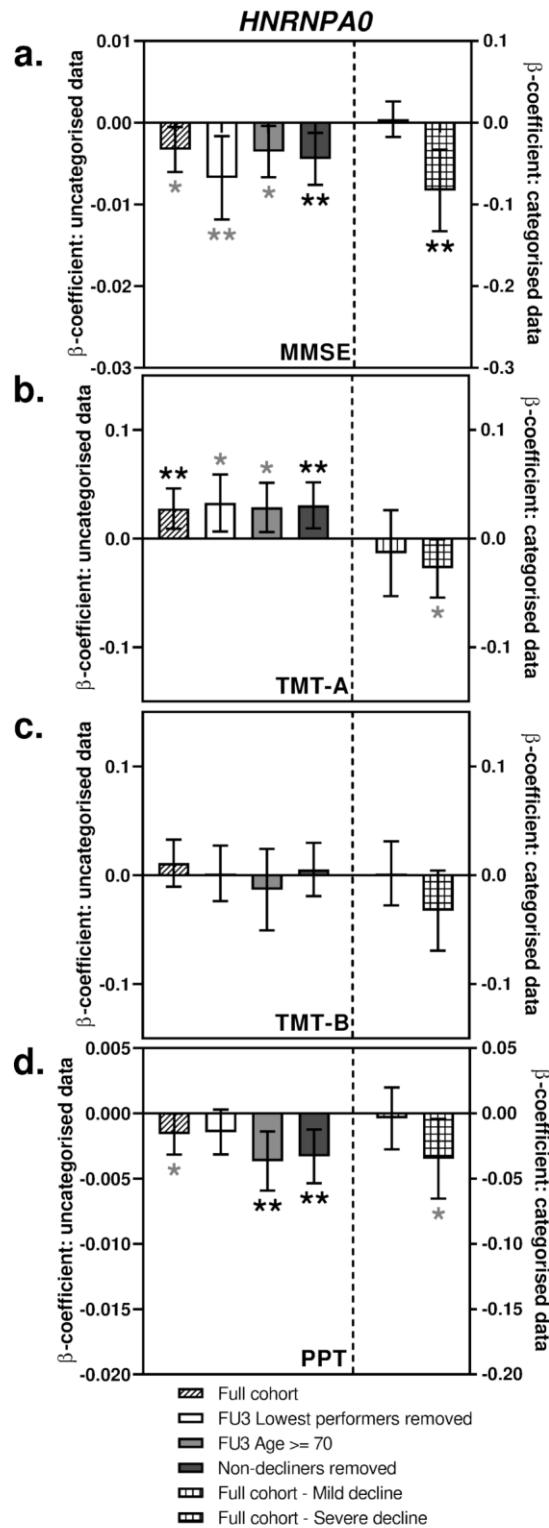 HNRNPA0
a.
β-coefficient: uncategorised data
0.01
0.00
-0.01
-0.02
-0.03
* ** * ** **
MMSE
0.1
0.0
-0.1
-0.2
-0.3
β-coefficient: categorised data
b.
β-coefficient: uncategorised data
0.1
0.0
-0.1
** * * ** *
TMT-A
0.1
0.0
-0.1
β-coefficient: categorised data
c.
β-coefficient: uncategorised data
0.1
0.0
-0.1
TMT-B
0.1
0.0
-0.1
β-coefficient: categorised data
d.
β-coefficient: uncategorised data
0.005
0.000
-0.005
-0.010
-0.015
-0.020
* ** ** *
PPT
0.05
0.00
-0.05
-0.10
-0.15
-0.20
β-coefficient: categorised data
Full cohort
FU3 Lowest performers removed
FU3 Age >= 70
Non-decliners removed
Full cohort - Mild decline
Full cohort - Severe decline